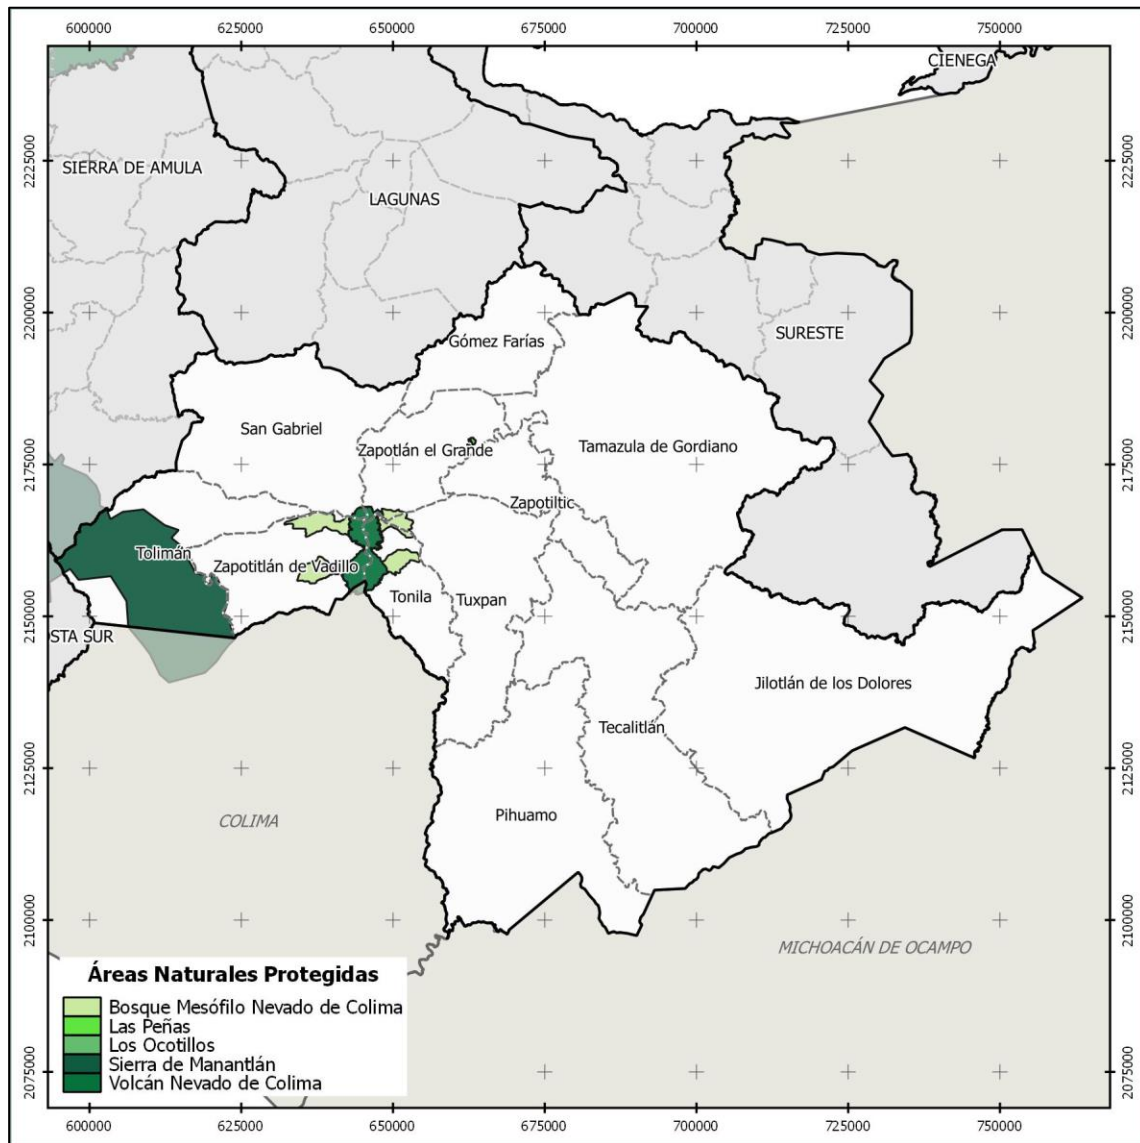 600000 625000 650000 675000 700000 725000 750000
CIENEGA
2225000 2225000
SIERRA DE AMULA
LAGUNAS
2200000 2200000
SURESTE
Gómez Farías
San Gabriel
Zapotlán el Grande
Tamazula de Gordiano
2175000 2175000
Zapotiltic
Tolimán
Zapotitlán de Vadillo
Tonila
Tuxpan
2150000 2150000
STA SUR
Jilotlán de los Dolores
Tecalitlán
2125000 2125000
Pihuamo
COLIMA
2100000 2100000
MICHOACÁN DE OCAMPO
Áreas Naturales Protegidas
Bosque Mesófilo Nevado de Colima
Las Peñas
Los Ocotillos
Sierra de Manantlán
Volcán Nevado de Colima
2075000 2075000
600000 625000 650000 675000 700000 725000 750000